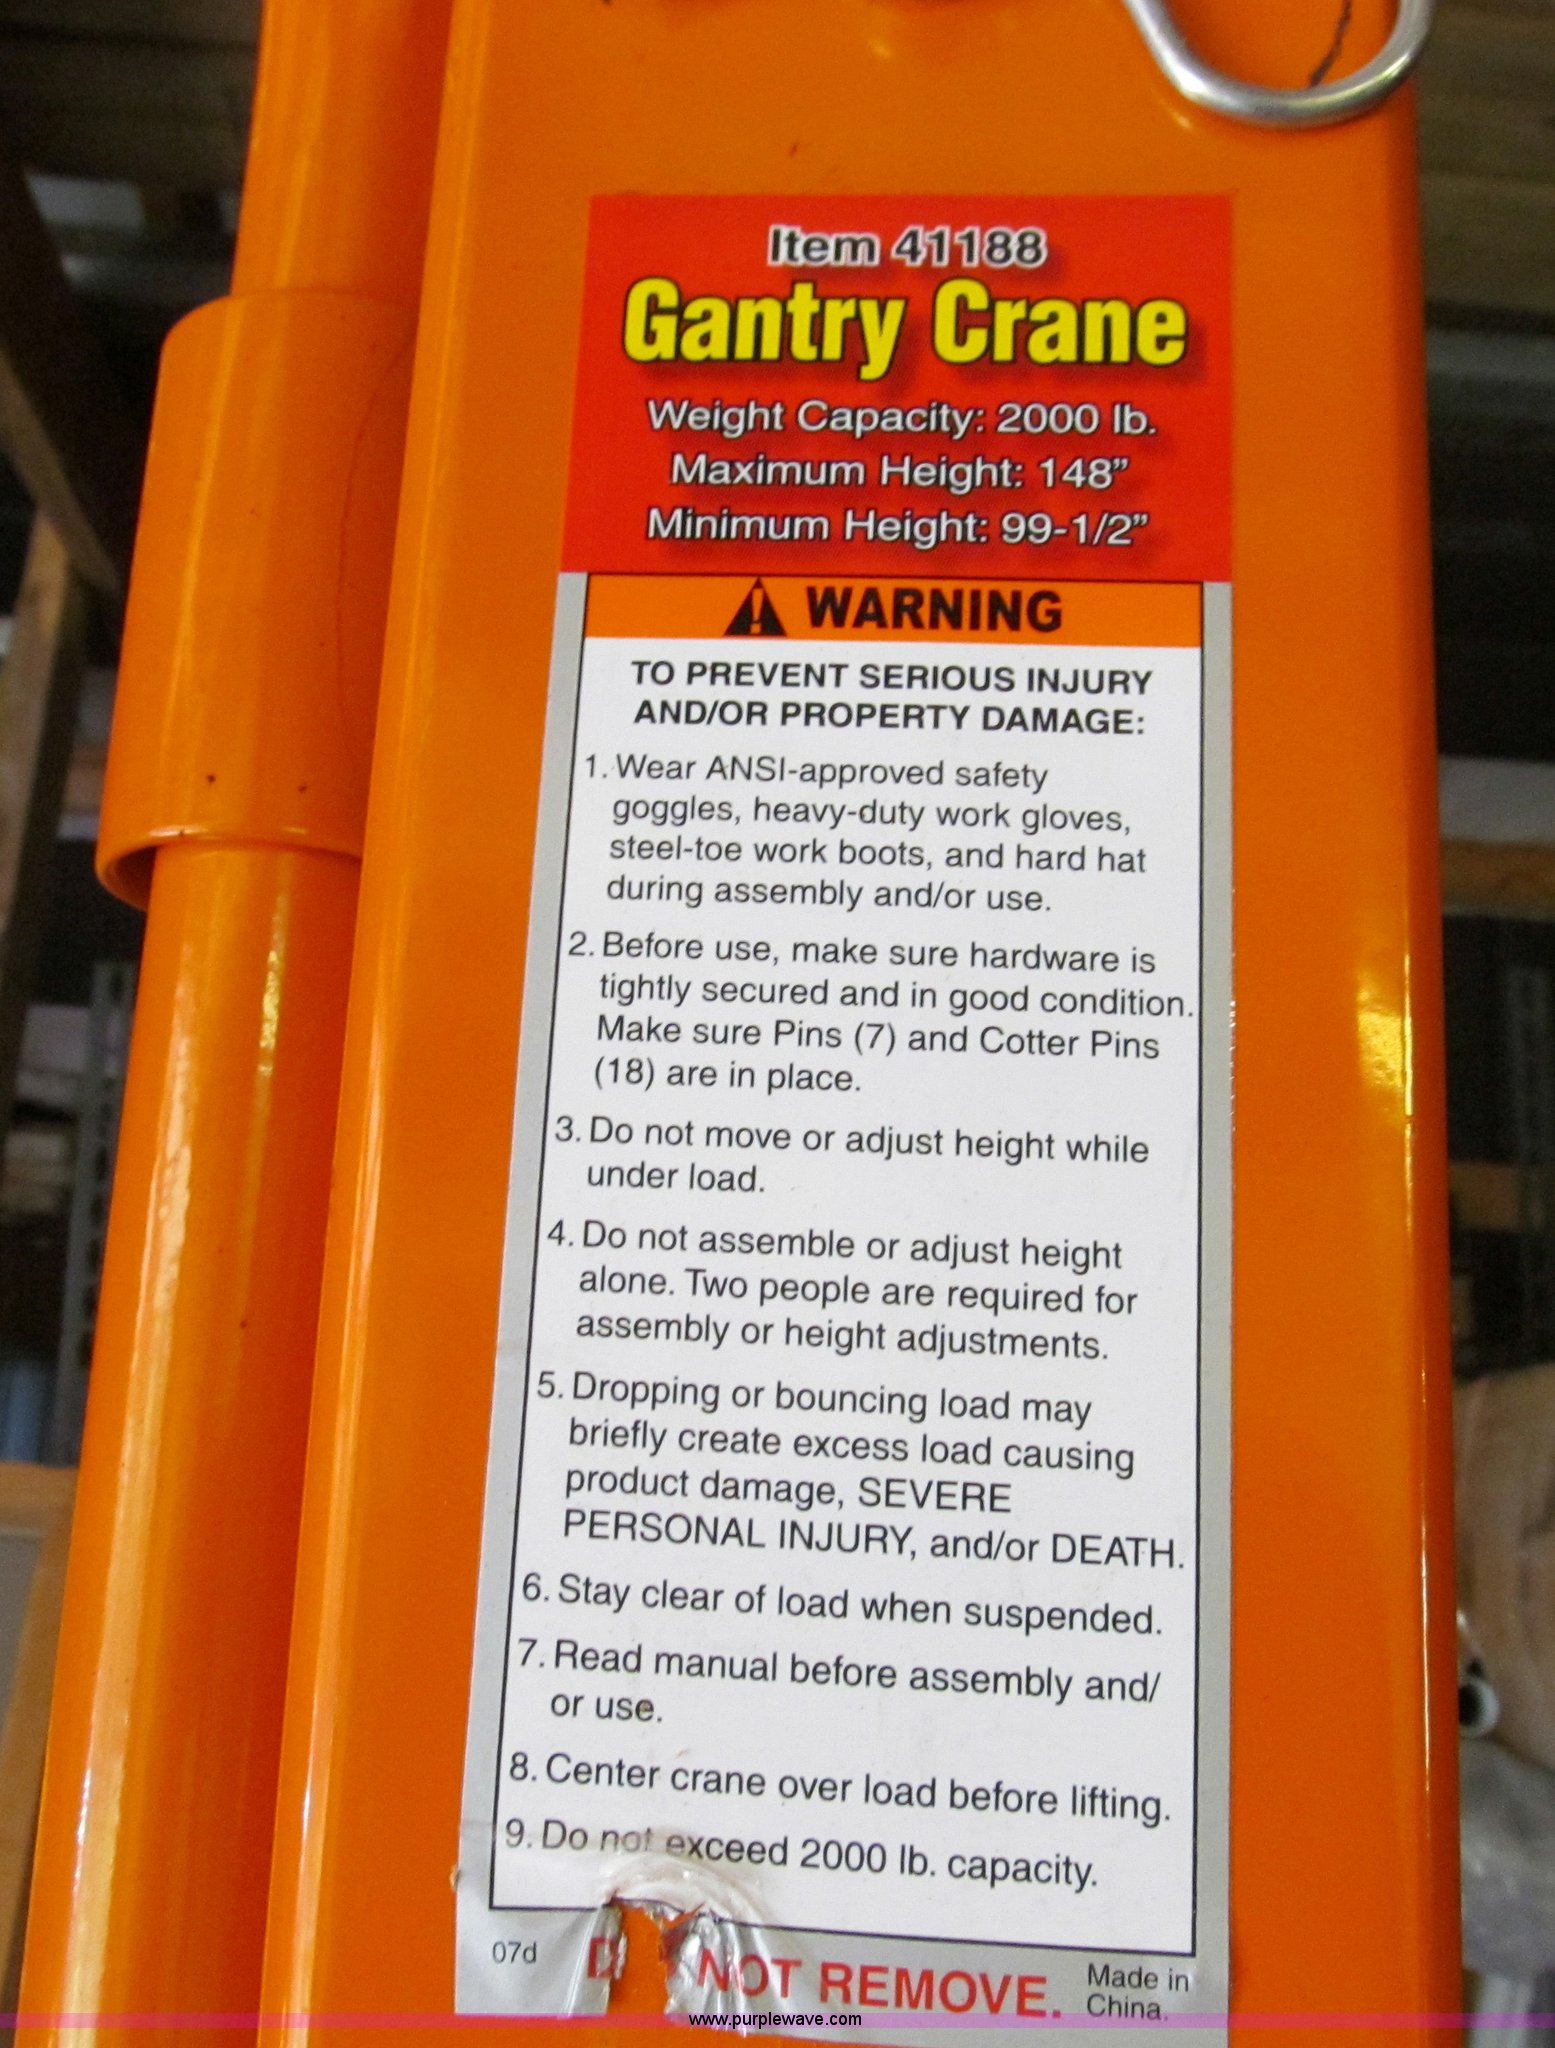 Item 41188
Gantry Crane
Weight Capacity: 2000 lb.
Maximum Height: 148"
Minimum Height: 99-1/2"
WARNING
TO PREVENT SERIOUS INJURY
AND/OR PROPERTY DAMAGE:
1. Wear ANSI-approved safety
goggles, heavy-duty work gloves,
steel-toe work boots, and hard hat
during assembly and/or use.
2. Before use, make sure hardware is
tightly secured and in good condition.
Make sure Pins (7) and Cotter Pins
(18) are in place.
3. Do not move or adjust height while
under load.
4. Do not assemble or adjust height
alone. Two people are required for
assembly or height adjustments.
5. Dropping or bouncing load may
briefly create excess load causing
product damage, SEVERE
PERSONAL INJURY, and/or DEATH.
6. Stay clear of load when suspended.
7. Read manual before assembly and/
or use.
8. Center crane over load before lifting.
9. Do not exceed 2000 lb. capacity.
07d
NOT REMOVE.
Made in
China.
www.purplewave.com